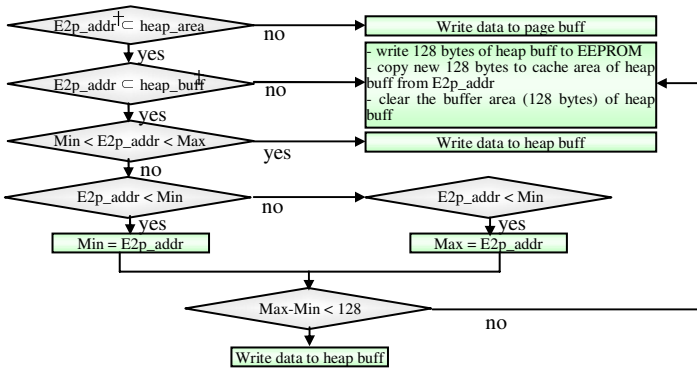 E2p_addr ⊂ heap_area
no
Write data to page buff
yes
- write 128 bytes of heap buff to EEPROM
- copy new 128 bytes to cache area of heap
buff from E2p_addr
- clear the buffer area (128 bytes) of heap
buff
E2p_addr ⊂ heap_buff
no
yes
Min < E2p_addr < Max
yes
Write data to heap buff
no
E2p_addr < Min
no
E2p_addr < Min
yes
yes
Min = E2p_addr
Max = E2p_addr
Max-Min < 128
no
Write data to heap buff